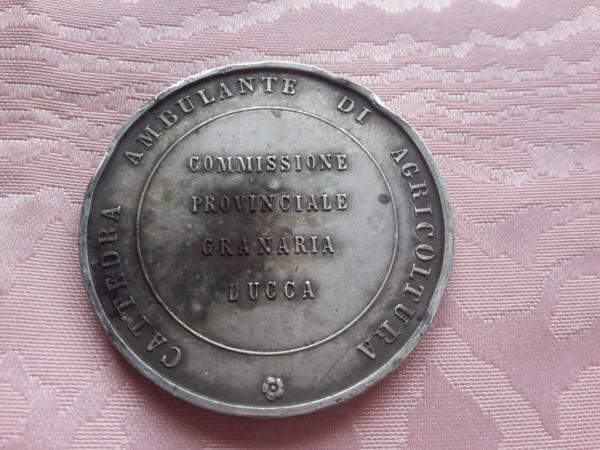 CATTEDRA AMBULANTE DI AGRICOLTURA
COMMISSIONE
PROVINCIALE
GRANARIA
LUCCA